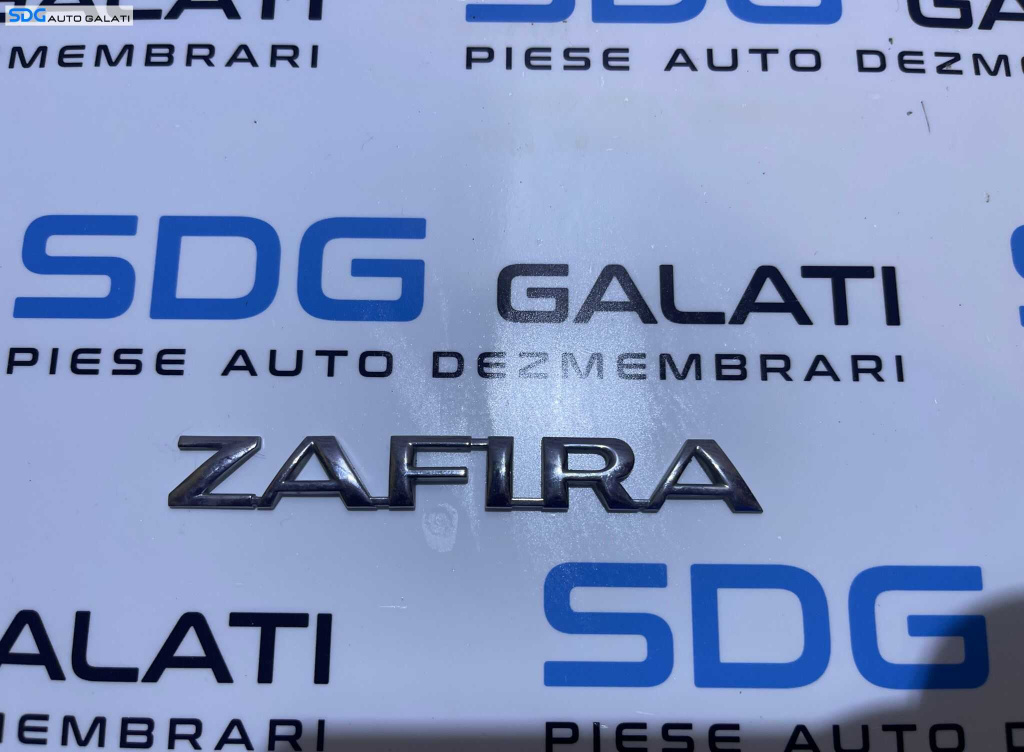 SDG AUTO GALATI
GALATI
MEMBRARI
SDG GA
PIESE AUTO DEZM
SDG GALATI
PIESE AUTO DEZMEMBRARI
ZAFIRA
ALATI
MEMBRARI
SDG
PIESE AUTO D